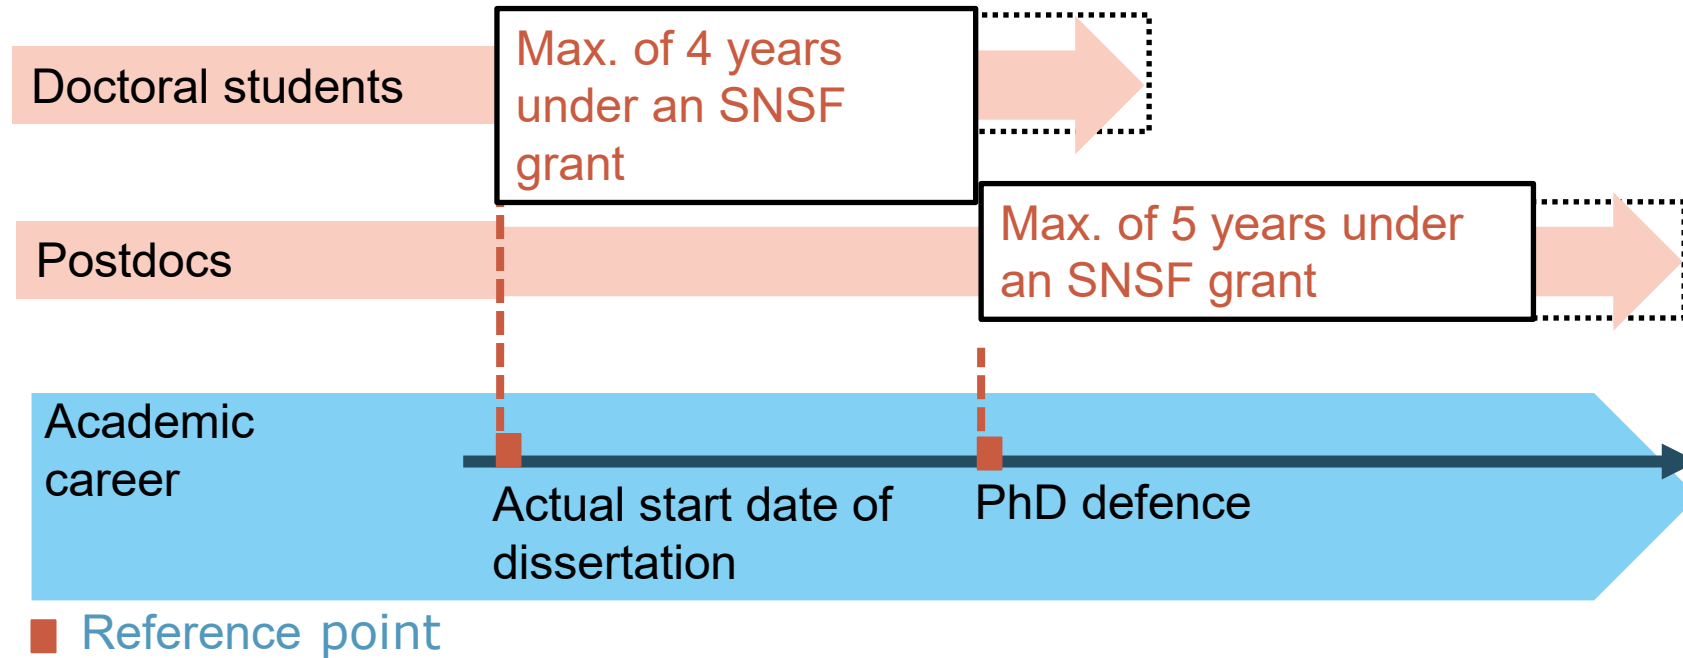 Doctoral students
Max. of 4 years
under an SNSF
grant
Postdocs
Max. of 5 years under
an SNSF grant
Academic
career
Actual start date of
dissertation
PhD defence
Reference point